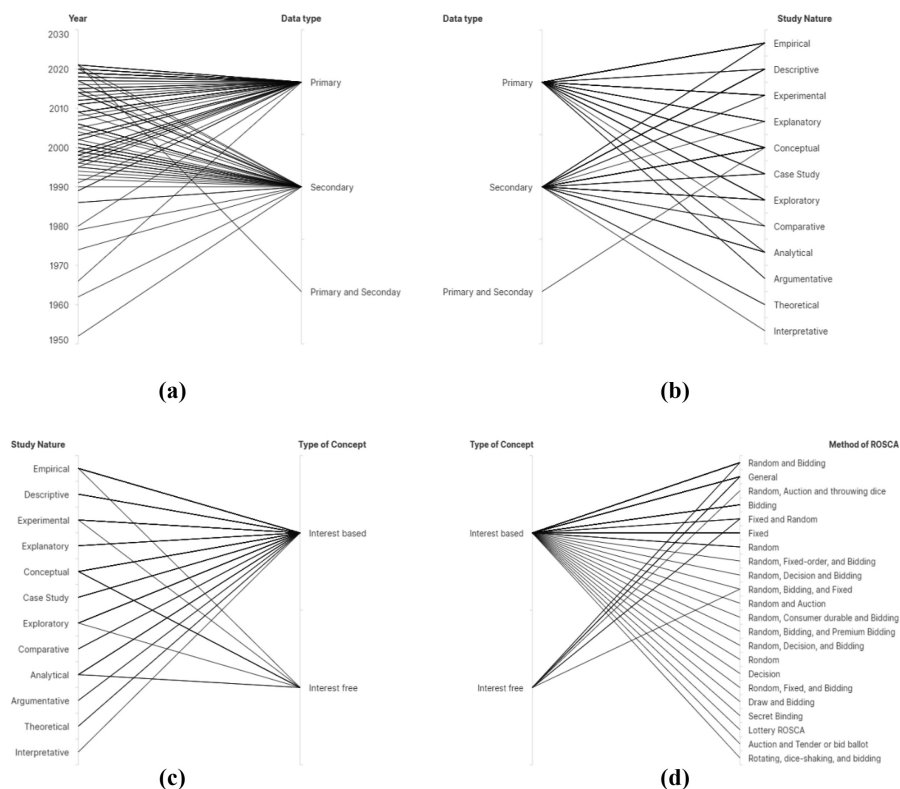 Year
Data type
2030
2020
2010
2000
1990
1980
1970
1960
1950
Primary
Secondary
Primary and Seconday
(a)
Data type
Study Nature
Primary
Secondary
Primary and Seconday
Empirical
Descriptive
Experimental
Explanatory
Conceptual
Case Study
Exploratory
Comparative
Analytical
Argumentative
Theoretical
Interpretative
(b)
Study Nature
Type of Concept
Empirical
Descriptive
Experimental
Explanatory
Conceptual
Case Study
Exploratory
Comparative
Analytical
Argumentative
Theoretical
Interpretative
Interest based
Interest free
(c)
Type of Concept
Method of ROSCA
Interest based
Interest free
Random and Bidding
General
Random, Auction and throuwing dice
Bidding
Fixed and Random
Fixed
Random
Random, Fixed-order, and Bidding
Random, Decision and Bidding
Random, Bidding, and Fixed
Random and Auction
Random, Consumer durable and Bidding
Random, Bidding, and Premium Bidding
Random, Decision, and Bidding
Rondom
Decision
Rondom, Fixed, and Bidding
Draw and Bidding
Secret Binding
Lottery ROSCA
Auction and Tender or bid ballot
Rotating, dice-shaking, and bidding
(d)